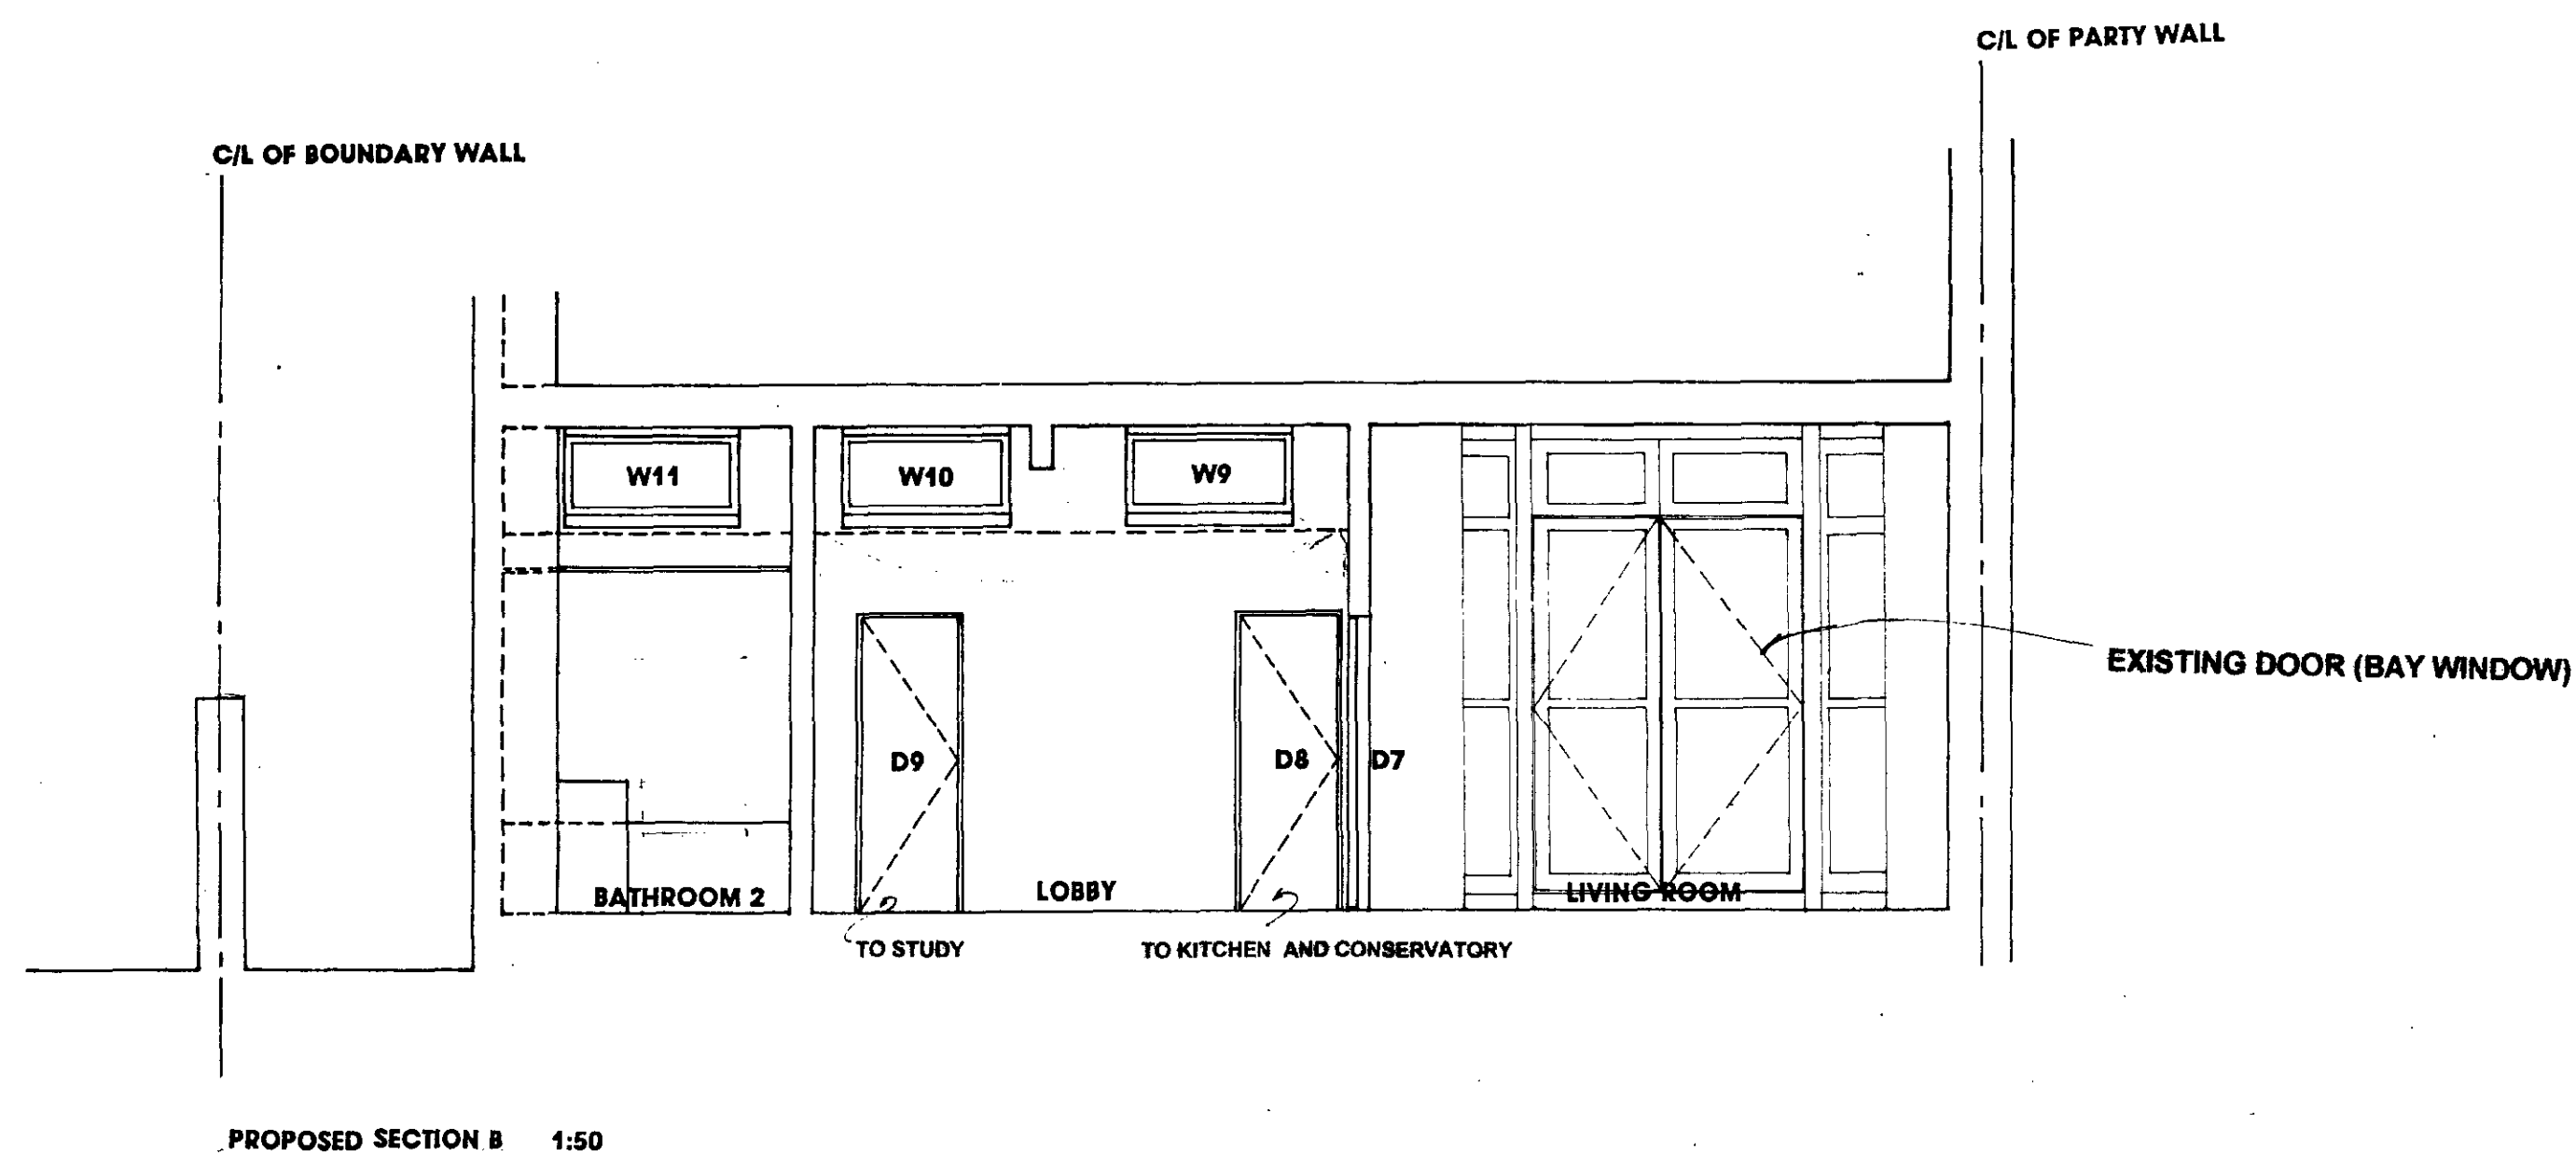 C/L OF PARTY WALL
C/L OF BOUNDARY WALL
W11
W10
W9
EXISTING DOOR (BAY WINDOW)
D9
D8
D7
BATHROOM 2
LOBBY
LIVING ROOM
TO STUDY
TO KITCHEN AND CONSERVATORY
PROPOSED SECTION B 1:50